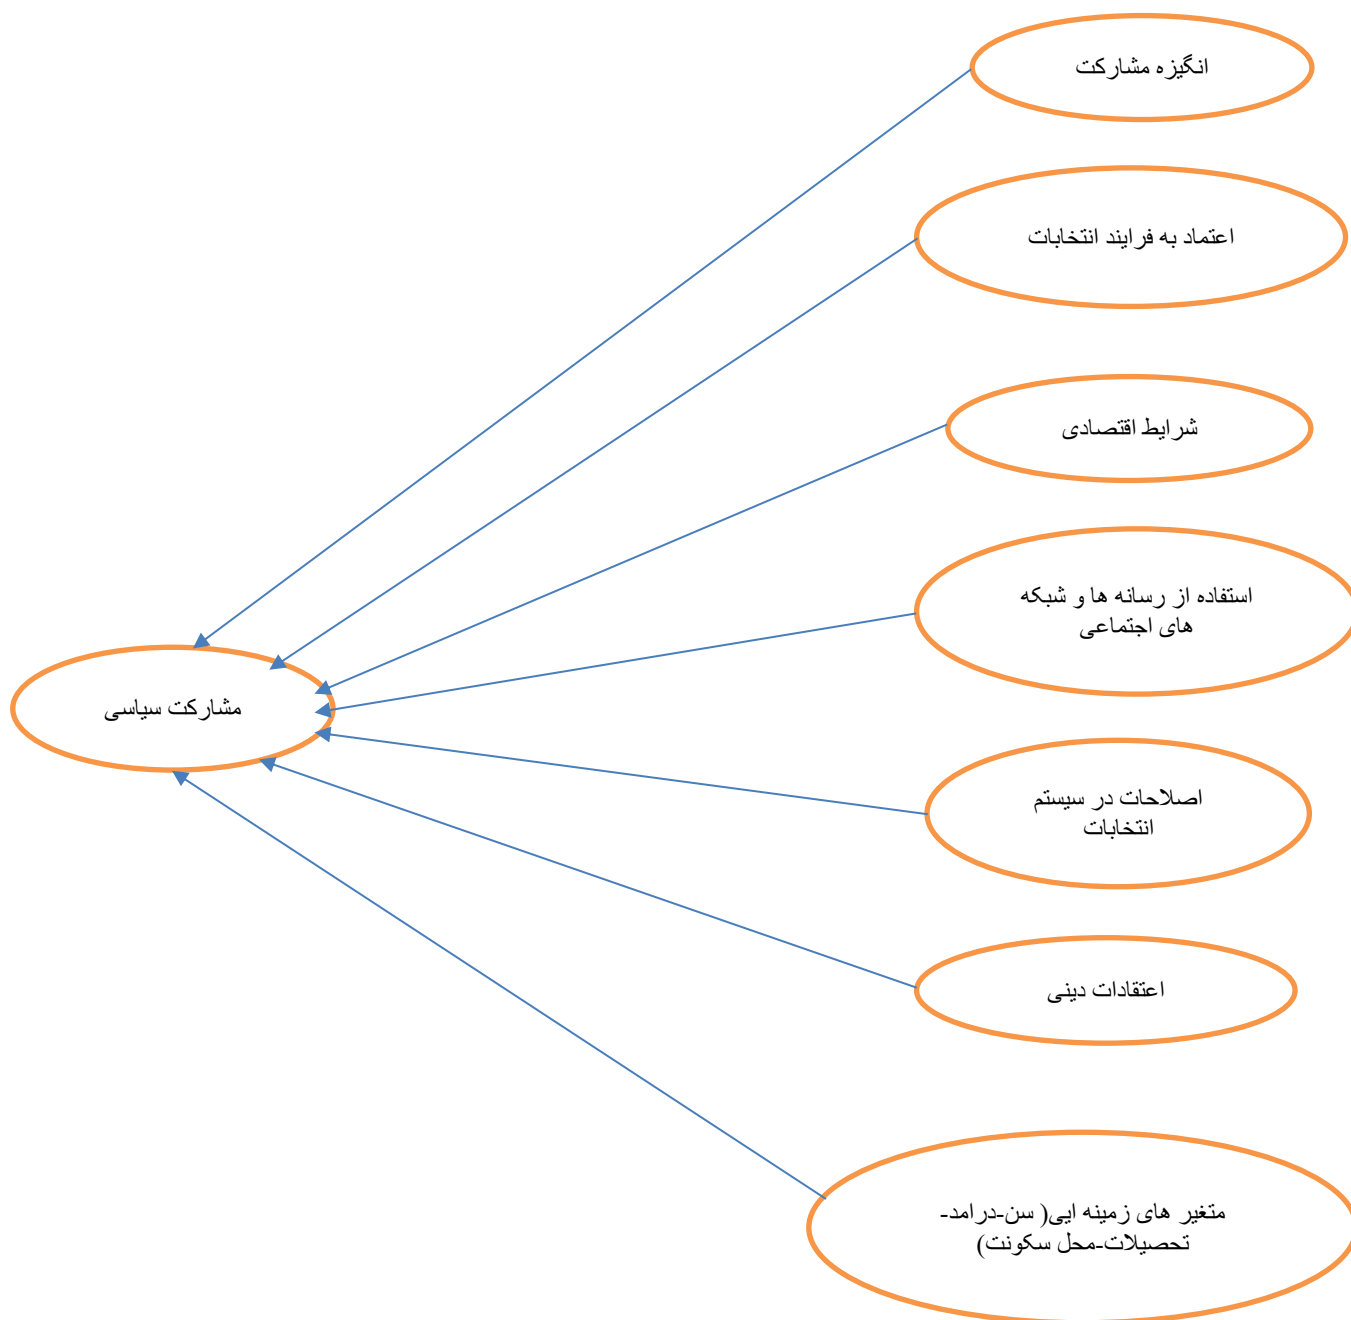 انگیزه مشارکت
اعتماد به فرایند انتخابات
شرایط اقتصادی
استفاده از رسانه ها و شبکه
های اجتماعی
مشارکت سیاسی
اصلاحات در سیستم
انتخابات
اعتقادات دینی
متغیر های زمینه ایی( سن-درامد-
تحصیلات-محل سکونت)